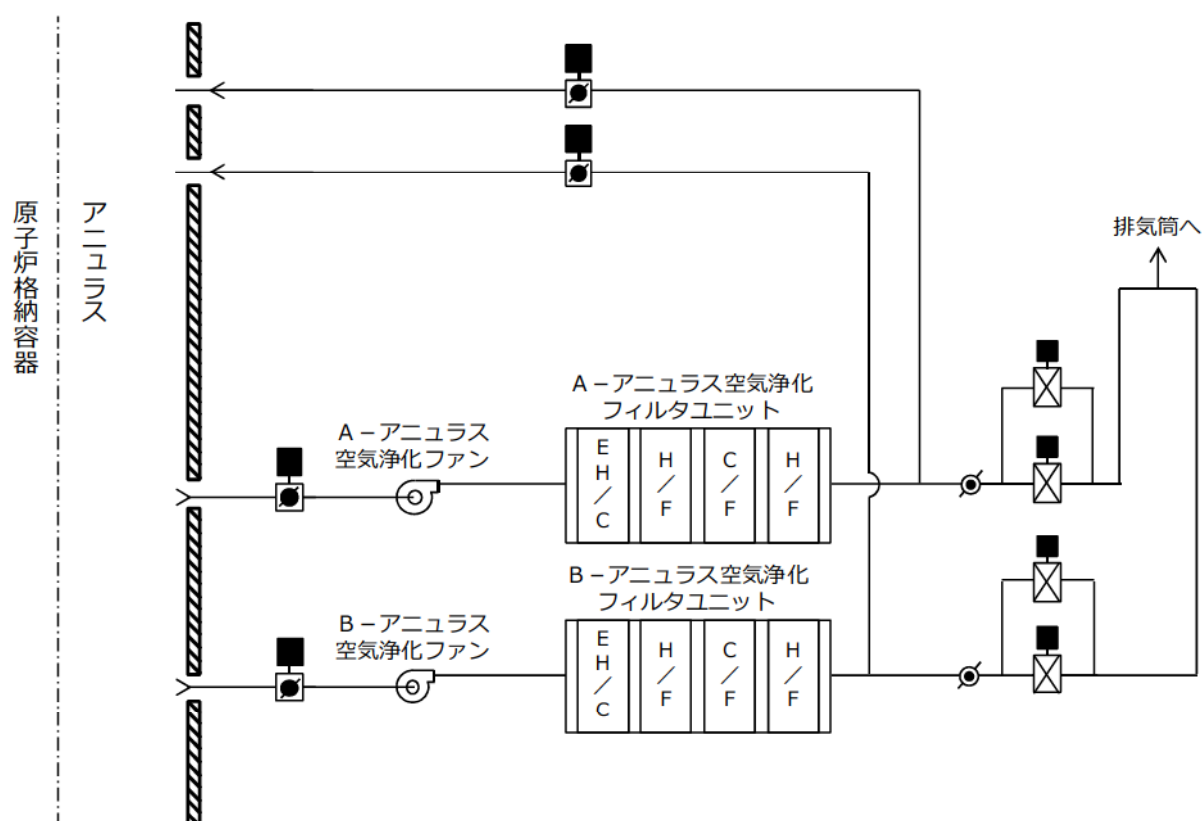 原子炉格納容器
アニュラス
排気筒へ
A-アニュラス空気浄化
フィルタユニット
A-アニュラス
空気浄化ファン
EH/C
H/F
C/F
H/F
B-アニュラス空気浄化
フィルタユニット
B-アニュラス
空気浄化ファン
EH/C
H/F
C/F
H/F